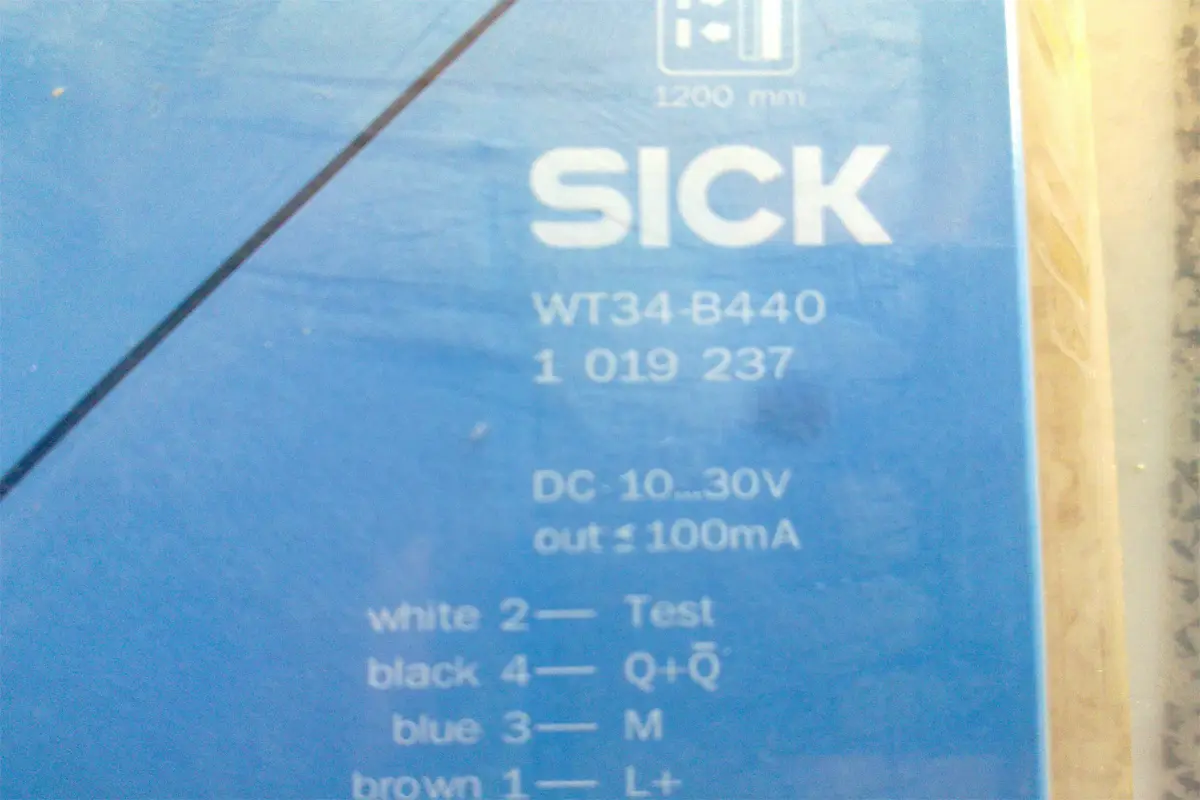 1200 mm
SICK
WT34-B440
1 019 237
DC 10...30V
out ≤ 100mA
white 2 — Test
black 4 — Q+Q̅
blue 3 — M
brown 1 — L+